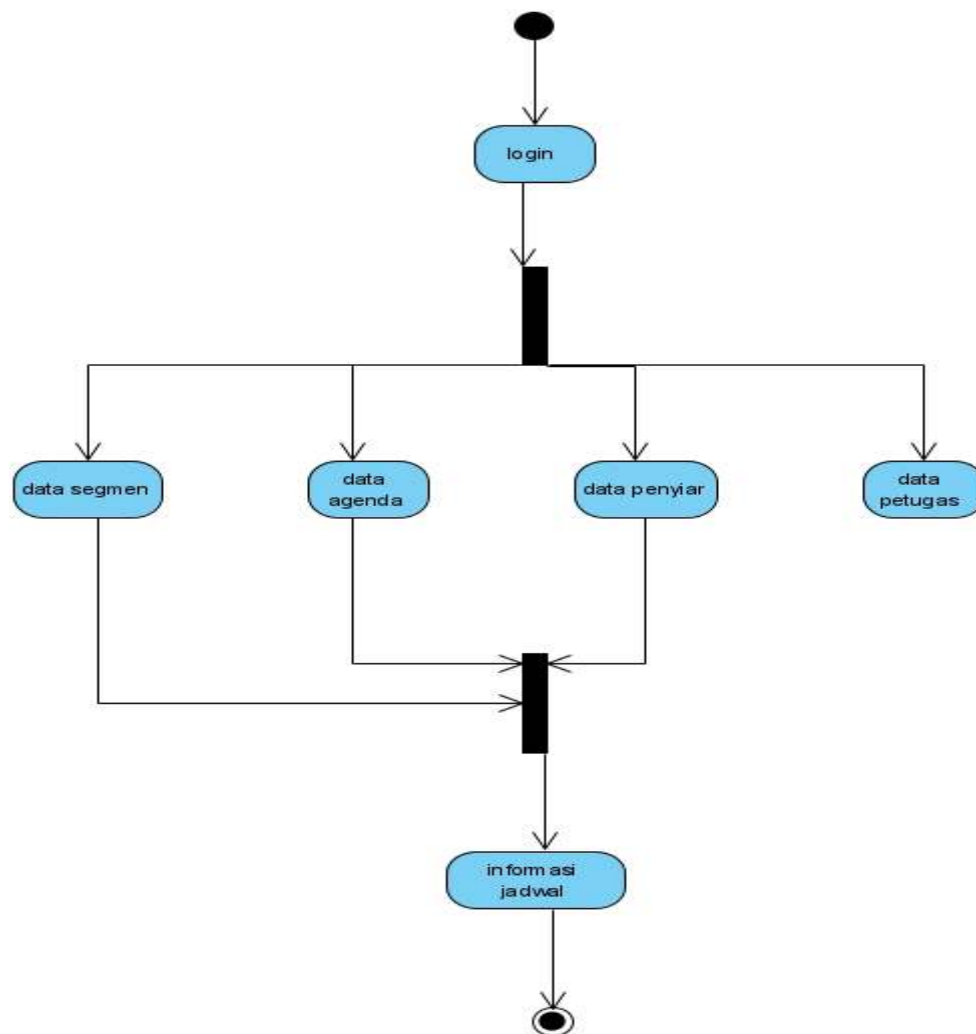 login
data segmen
data
agenda
data penyiar
data
petugas
informasi
jadwal